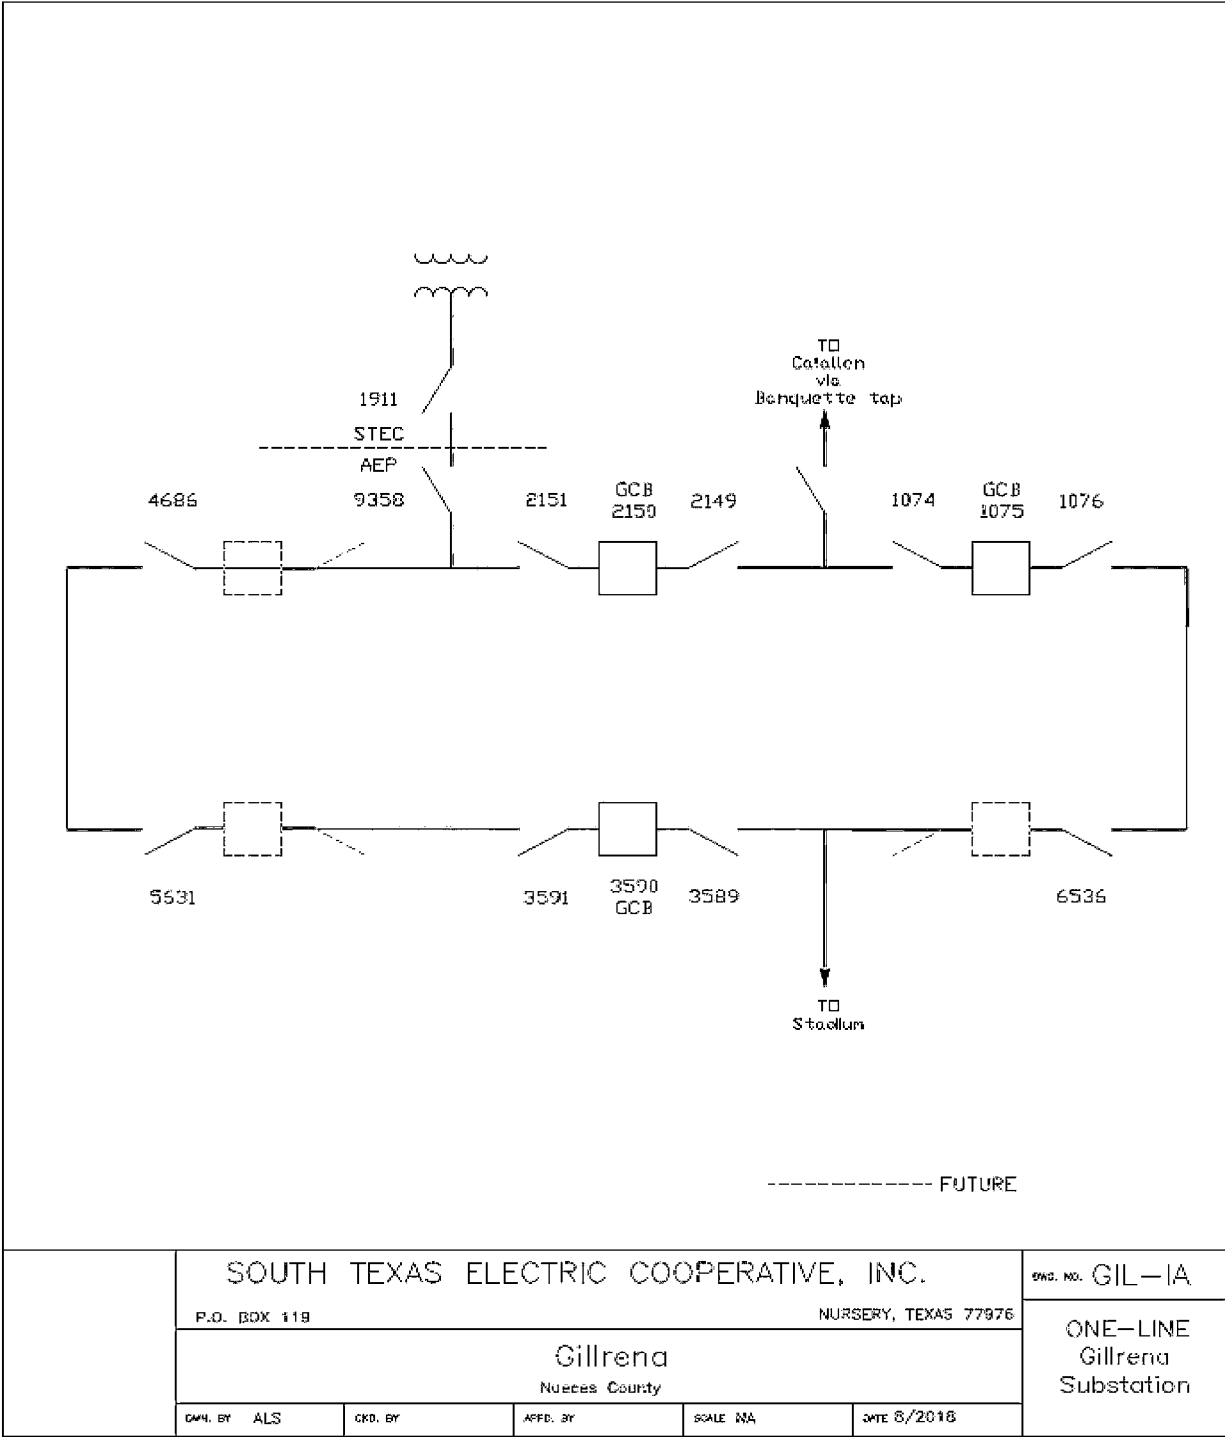 TO
Calallen
via
Banquette tap
1911
STEC
AEP
4686
9358
2151
GCB
2150
2149
1074
GCB
1075
1076
5631
3591
3590
GCB
3589
6536
TO
Stadium
FUTURE
SOUTH TEXAS ELECTRIC COOPERATIVE, INC.
P.O. BOX 119
NURSERY, TEXAS 77976
DWG. NO. GIL-IA
Gillrena
Nueces County
ONE-LINE
Gillrena
Substation
DWN. BY ALS
CKD. BY
APPD. BY
SCALE NA
DATE 8/2018